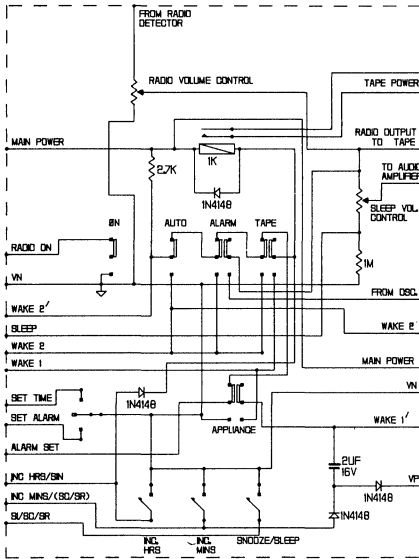 FROM RADIO
DETECTOR
RADIO VOLUME CONTROL
TAPE POWER
MAIN POWER
RADIO OUTPUT
TO TAPE
2.7K
1K
TO AUDIO
AMPLIFIER
1N4148
SLEEP VOL.
CONTROL
ON
AUTO
ALARM
TAPE
RADIO ON
1M
VN
FROM OSC.
WAKE 2'
WAKE 2
SLEEP
WAKE 2
WAKE 1
MAIN POWER
SET TIME
1N4148
VN
SET ALARM
WAKE 1'
APPLIANCE
ALARM SET
2UF
16V
INC HRS/SIN
VP
1N4148
INC MINS/(SO/SR)
1N4148
SI/SO/SR
INC. HRS
INC. MINS
SNOOZE/SLEEP